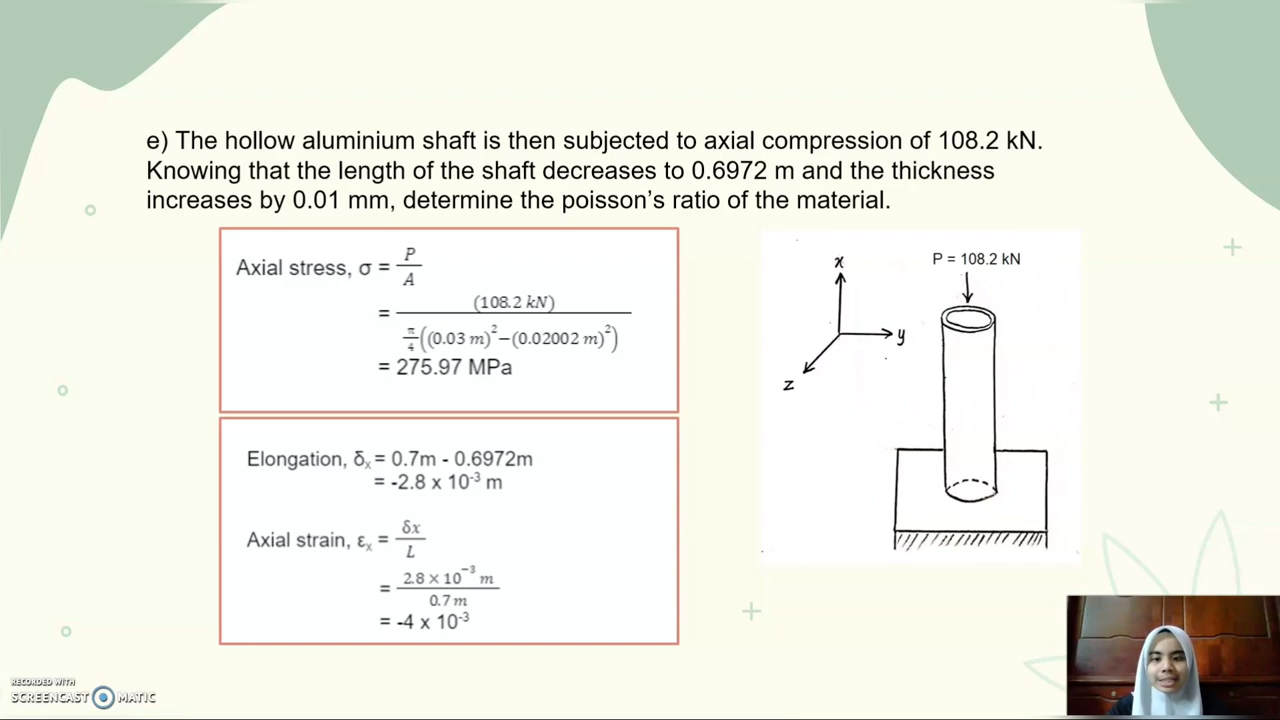 e) The hollow aluminium shaft is then subjected to axial compression of 108.2 kN.
Knowing that the length of the shaft decreases to 0.6972 m and the thickness
increases by 0.01 mm, determine the poisson's ratio of the material.
Axial stress, σ = P/A
= (108.2 kN) / π/4((0.03 m)²−(0.02002 m)²)
= 275.97 MPa
Elongation, δₓ = 0.7m - 0.6972m
= -2.8 x 10⁻³ m
Axial strain, εₓ = δx/L
= 2.8 × 10⁻³ m / 0.7 m
= -4 x 10⁻³
x
y
z
P = 108.2 kN
RECORDED WITH
SCREENCAST MATIC